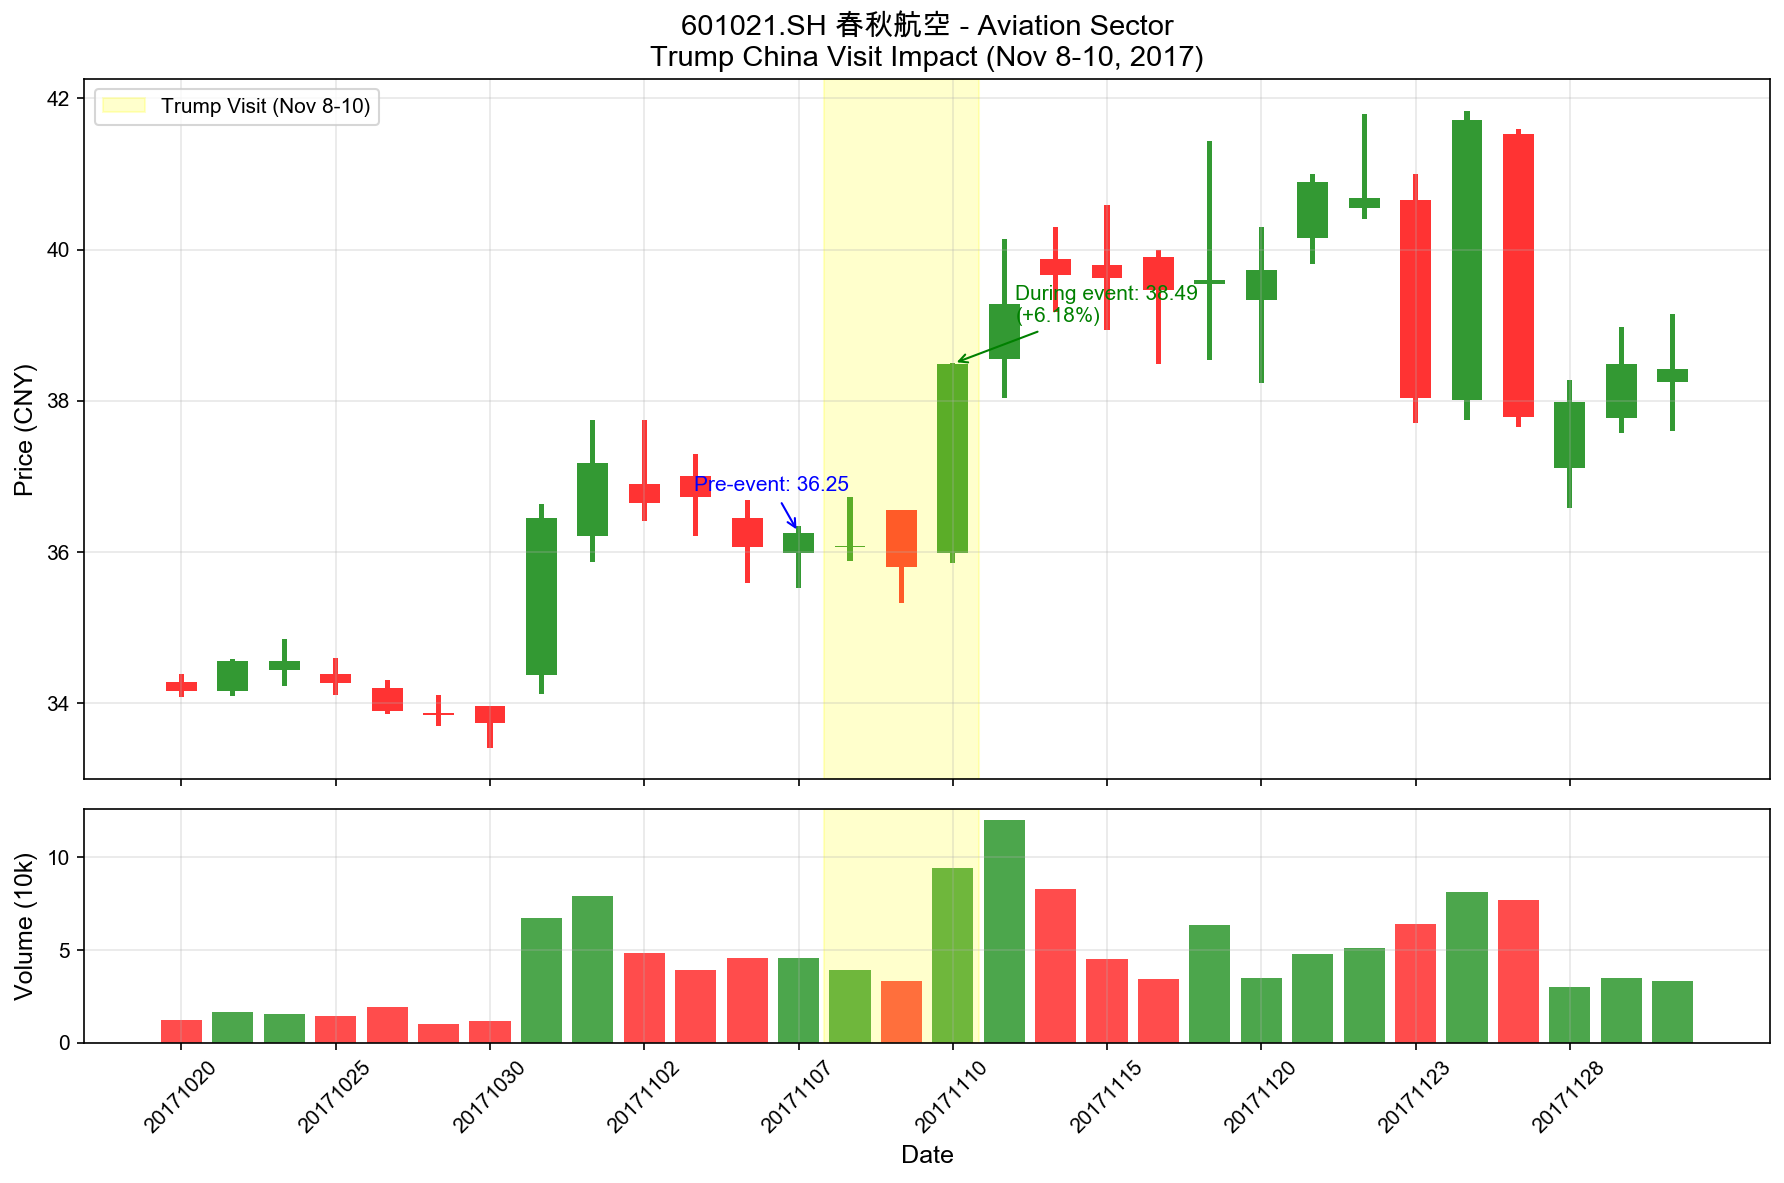 601021.SH 春秋航空 - Aviation Sector
Trump China Visit Impact (Nov 8-10, 2017)
Trump Visit (Nov 8-10)
Price (CNY)
42
40
38
36
34
During event: 38.49
(+6.18%)
Pre-event: 36.25
Volume (10k)
10
5
0
20171020
20171025
20171030
20171102
20171107
20171110
20171115
20171120
20171123
20171128
Date